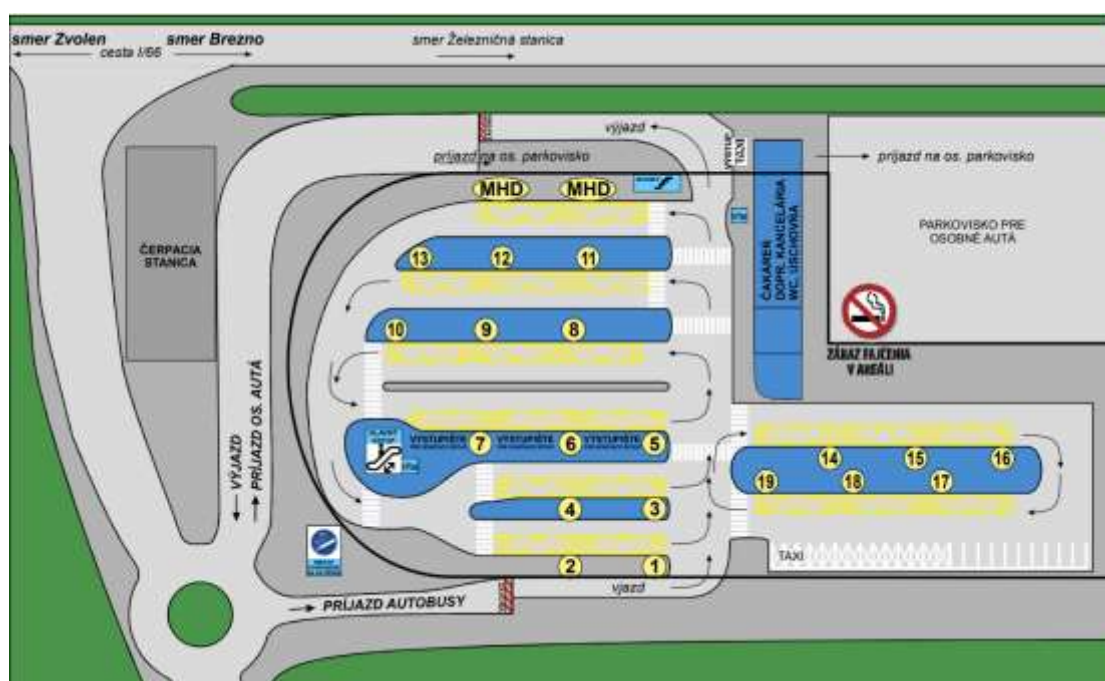 smer Zvolen smer Brezno
cesta I/66
smer Železničná stanica
výjazd
príjazd na os. parkovisko
VÝSTUP
TAXI
príjazd na os. parkovisko
MHD MHD
ČERPACIA
STANICA
13 12 11
ČAKÁREŇ
DOPR. KANCELÁRIA
WC, ÚSCHOVŇA
PARKOVISKO PRE
OSOBNÉ AUTÁ
10 9 8
ZÁKAZ FAJČENIA
V AREÁLI
VÝJAZD
PRÍJAZD OS. AUTÁ
VÝSTUPIŠTE 7 VÝSTUPIŠTE 6 VÝSTUPIŠTE 5
14 15 16
19 18 17
4 3
TAXI
2 1
vjazd
PRÍJAZD AUTOBUSY